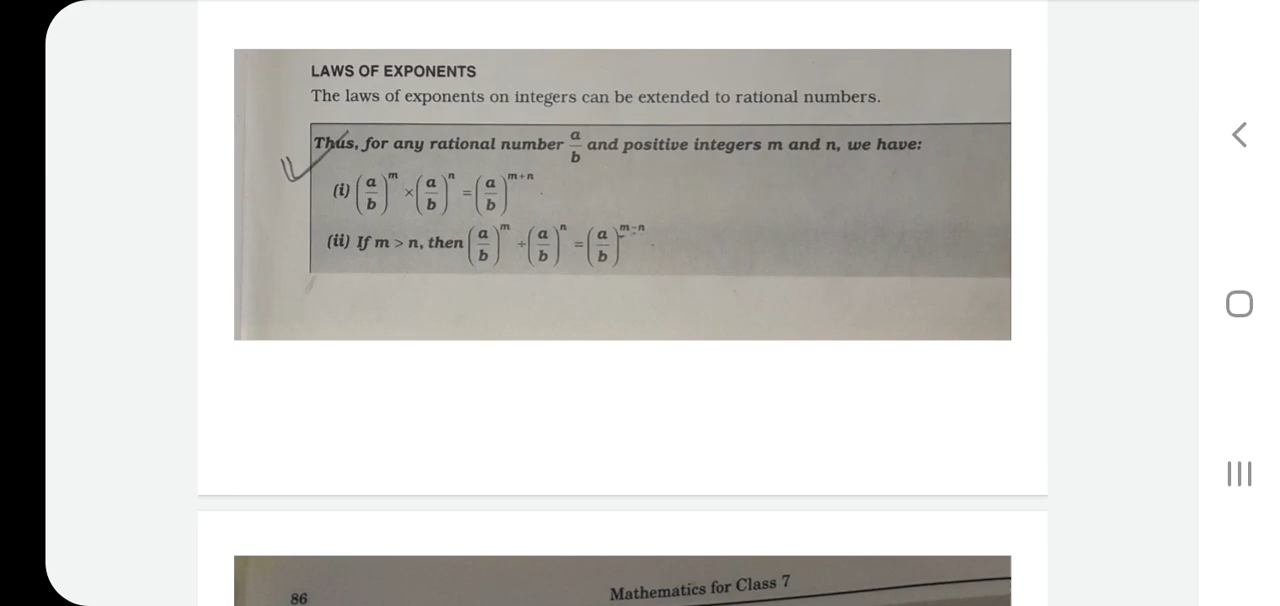 LAWS OF EXPONENTS
The laws of exponents on integers can be extended to rational numbers.
Thus, for any rational number a/b and positive integers m and n, we have:
(i) (a/b)^m × (a/b)^n = (a/b)^m+n
(ii) If m > n, then (a/b)^m ÷ (a/b)^n = (a/b)^m-n
86 Mathematics for Class 7